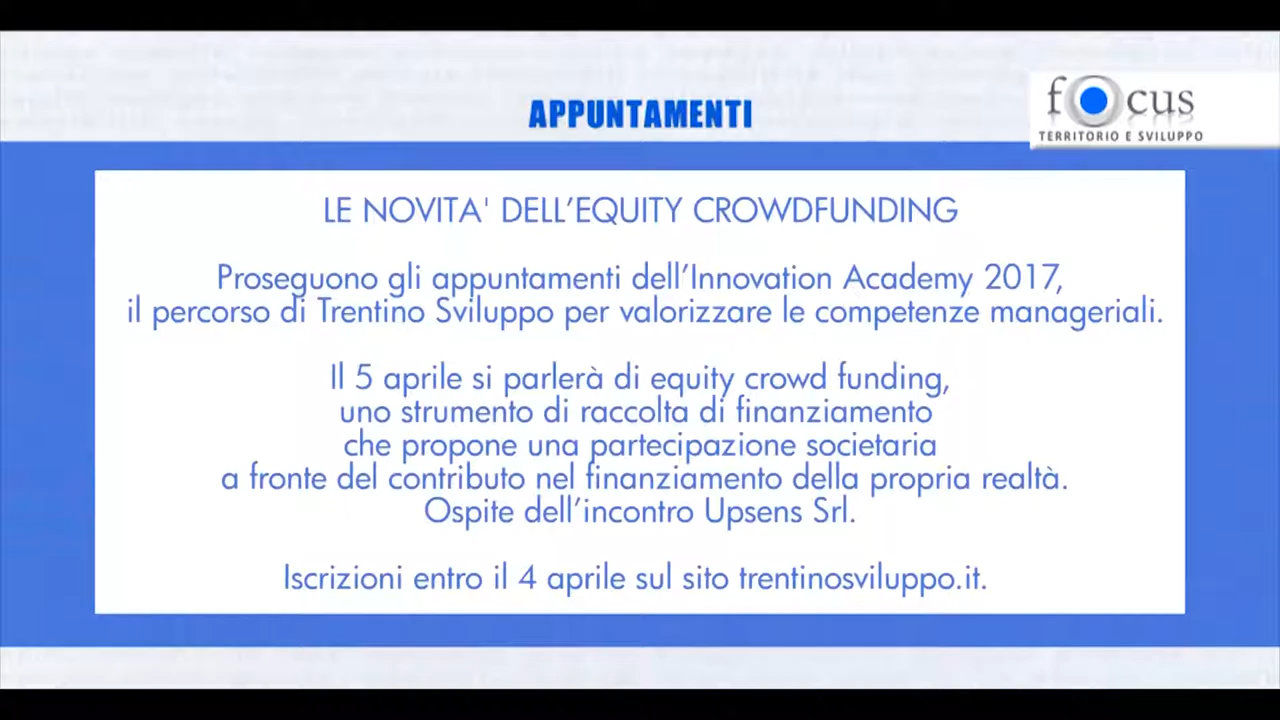 APPUNTAMENTI
focus
TERRITORIO E SVILUPPO
LE NOVITA' DELL’EQUITY CROWDFUNDING
Proseguono gli appuntamenti dell’Innovation Academy 2017,
il percorso di Trentino Sviluppo per valorizzare le competenze manageriali.
Il 5 aprile si parlerà di equity crowd funding,
uno strumento di raccolta di finanziamento
che propone una partecipazione societaria
a fronte del contributo nel finanziamento della propria realtà.
Ospite dell’incontro Upsens Srl.
Iscrizioni entro il 4 aprile sul sito trentinosviluppo.it.